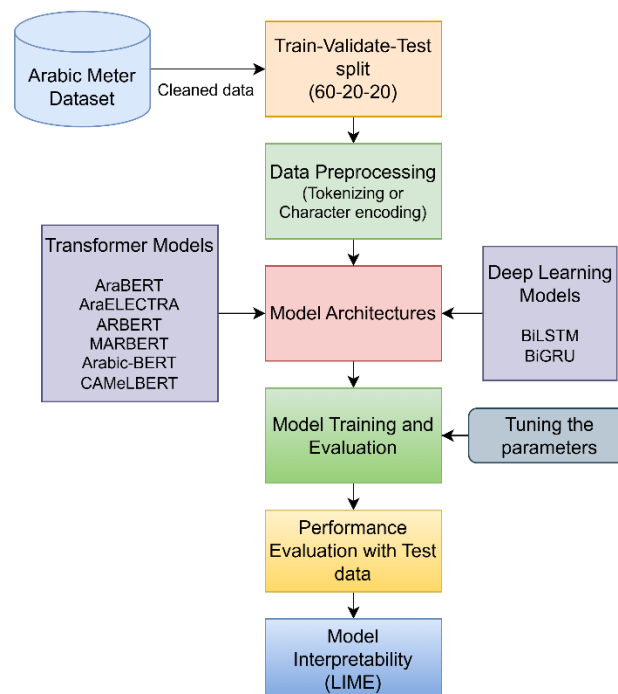 Arabic Meter
Dataset
Cleaned data
Train-Validate-Test
split
(60-20-20)
Data Preprocessing
(Tokenizing or
Character encoding)
Transformer Models
AraBERT
AraELECTRA
ARBERT
MARBERT
Arabic-BERT
CAMeLBERT
Model Architectures
Deep Learning
Models
BiLSTM
BiGRU
Model Training and
Evaluation
Tuning the
parameters
Performance
Evaluation with Test
data
Model
Interpretability
(LIME)